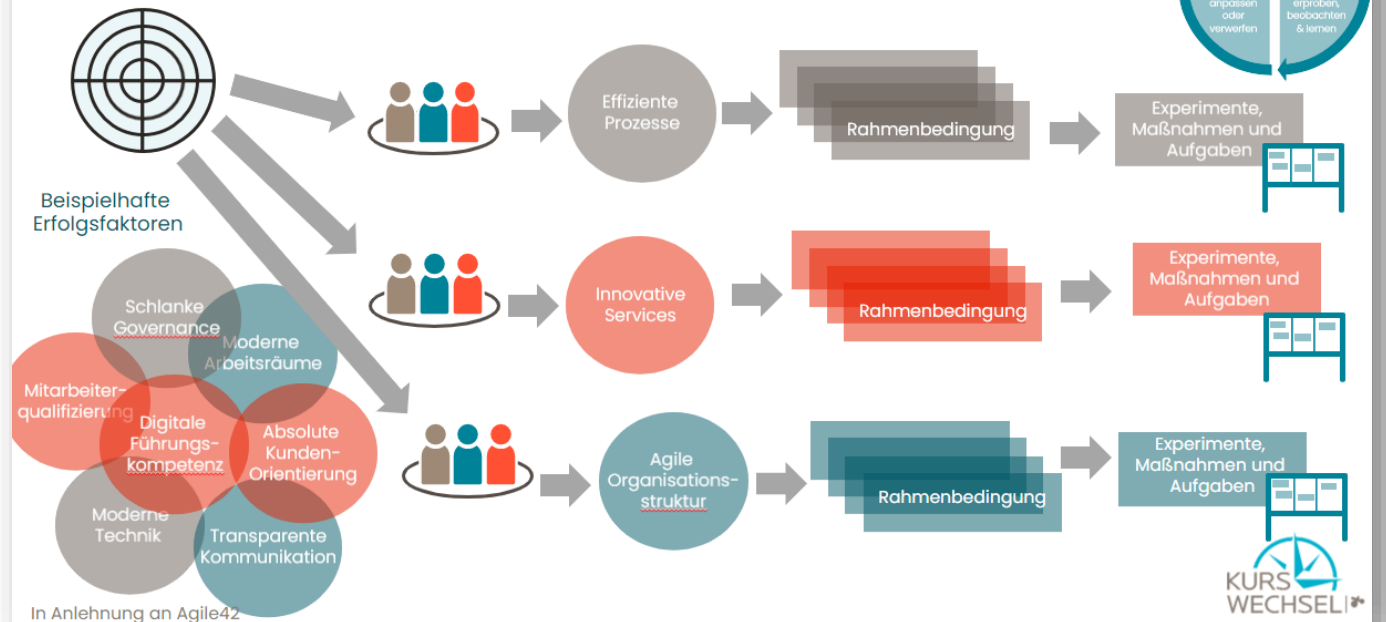 anpassen
oder
verwerfen
erproben,
beobachten
& lernen
Effiziente
Prozesse
Rahmenbedingung
Experimente,
Maßnahmen und
Aufgaben
Beispielhafte
Erfolgsfaktoren
Innovative
Services
Rahmenbedingung
Experimente,
Maßnahmen und
Aufgaben
Schlanke
Governance
Moderne
Arbeitsräume
Mitarbeiter-
qualifizierung
Digitale
Führungs-
kompetenz
Absolute
Kunden-
Orientierung
Moderne
Technik
Transparente
Kommunikation
Agile
Organisations-
struktur
Rahmenbedingung
Experimente,
Maßnahmen und
Aufgaben
In Anlehnung an Agile42
KURS
WECHSEL